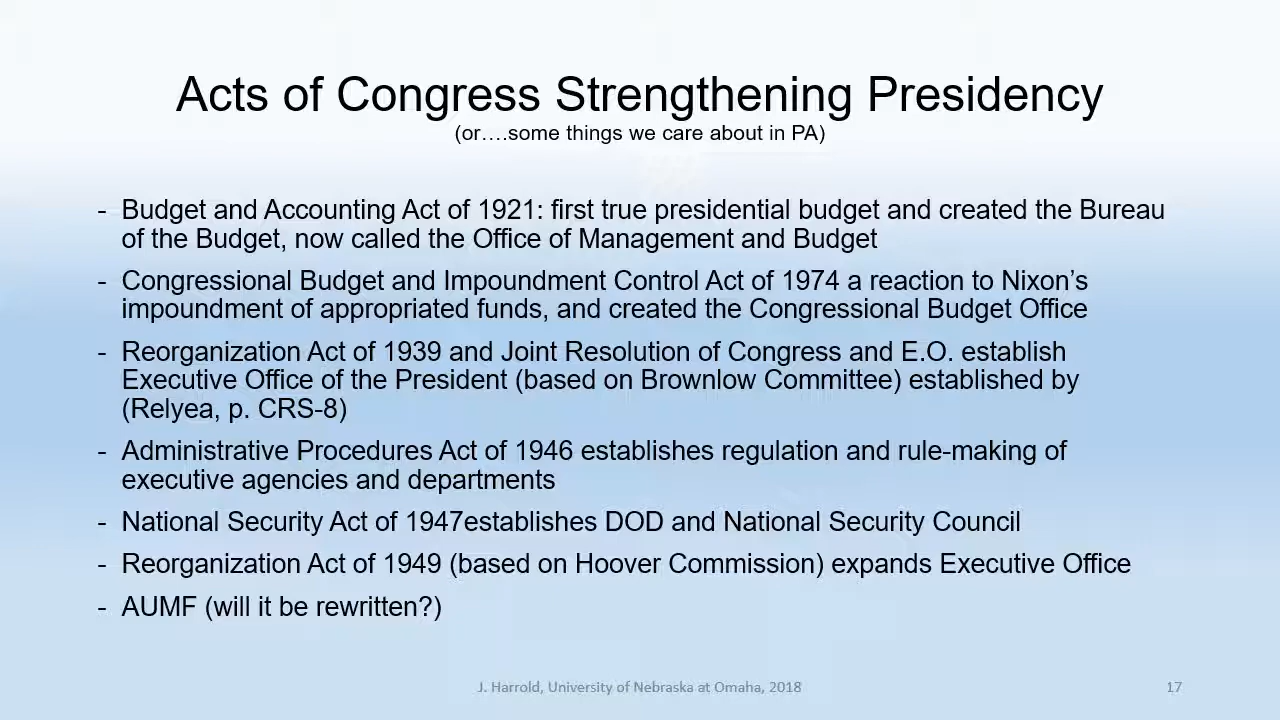 Acts of Congress Strengthening Presidency
(or….some things we care about in PA)
- Budget and Accounting Act of 1921: first true presidential budget and created the Bureau
of the Budget, now called the Office of Management and Budget
- Congressional Budget and Impoundment Control Act of 1974 a reaction to Nixon’s
impoundment of appropriated funds, and created the Congressional Budget Office
- Reorganization Act of 1939 and Joint Resolution of Congress and E.O. establish
Executive Office of the President (based on Brownlow Committee) established by
(Relyea, p. CRS-8)
- Administrative Procedures Act of 1946 establishes regulation and rule-making of
executive agencies and departments
- National Security Act of 1947establishes DOD and National Security Council
- Reorganization Act of 1949 (based on Hoover Commission) expands Executive Office
- AUMF (will it be rewritten?)
J. Harrold, University of Nebraska at Omaha, 2018
17